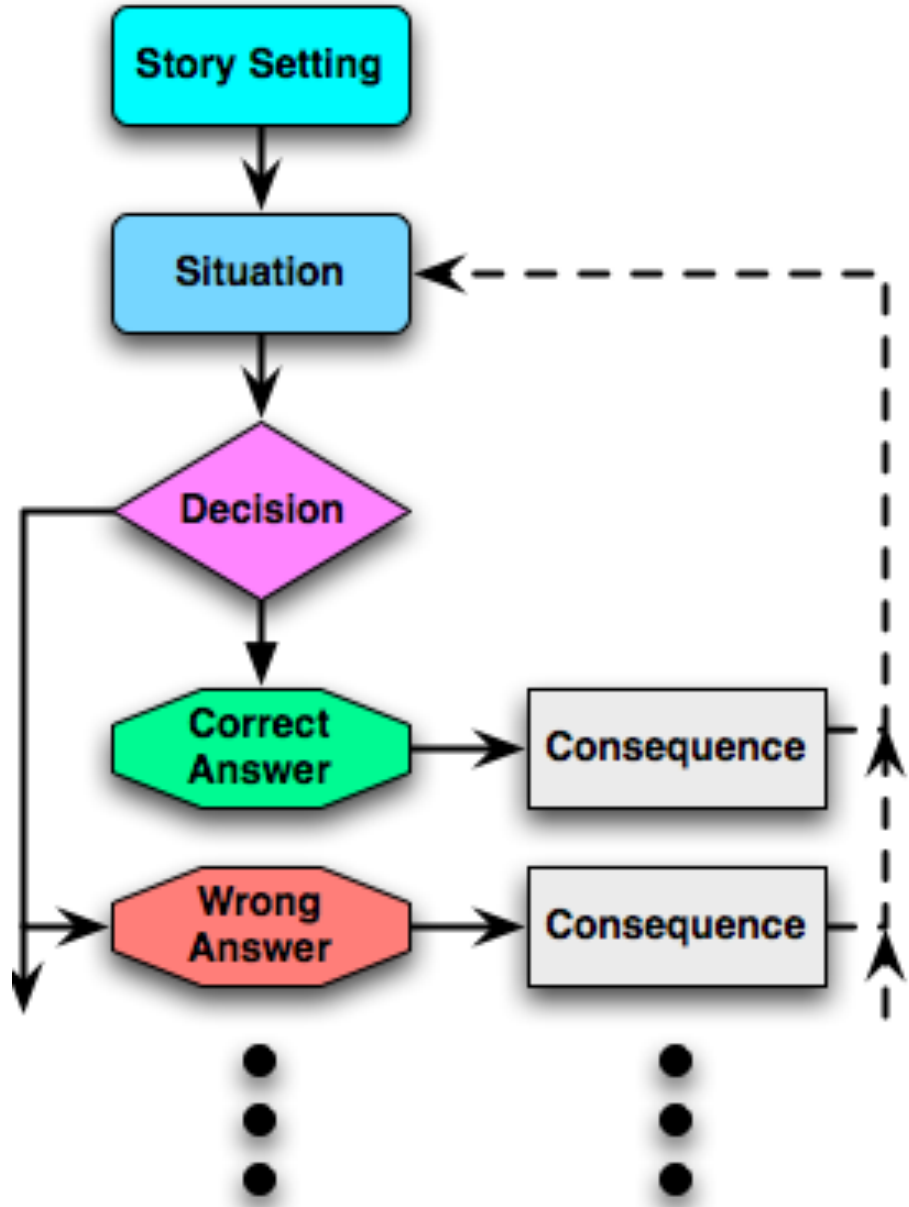 Story Setting
Situation
Decision
Correct
Answer
Consequence
Wrong
Answer
Consequence